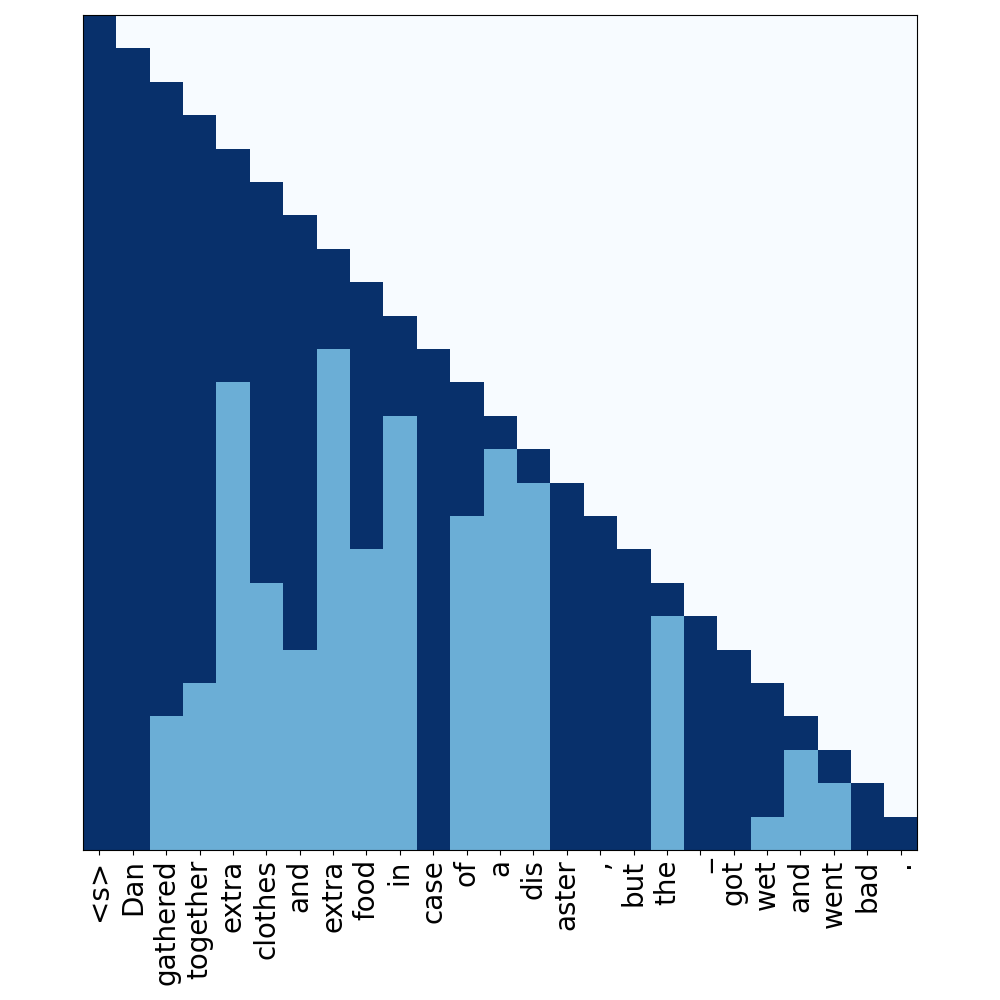 <s>
Dan
gathered
together
extra
clothes
and
extra
food
in
case
of
a
dis
aster
,
but
the
_
got
wet
and
went
bad
.